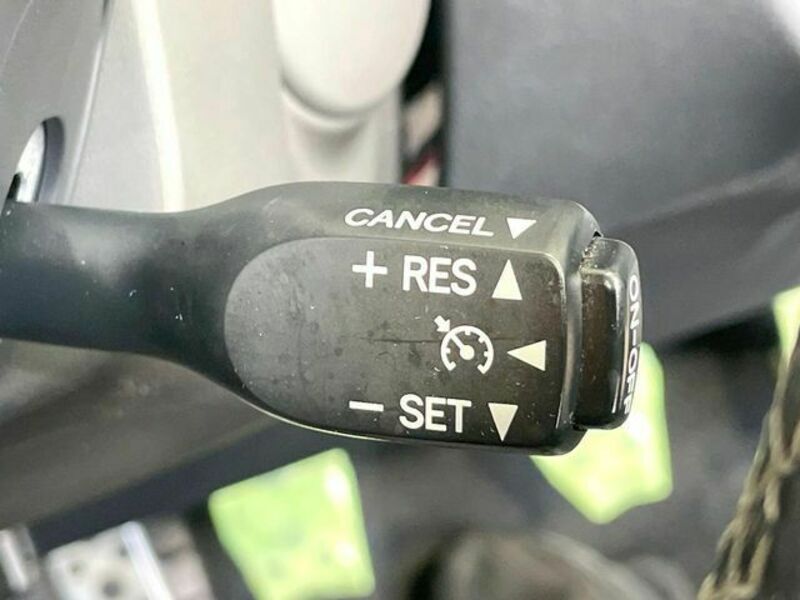 CANCEL ▼
+ RES ▲
◀
− SET ▼
ON-OFF